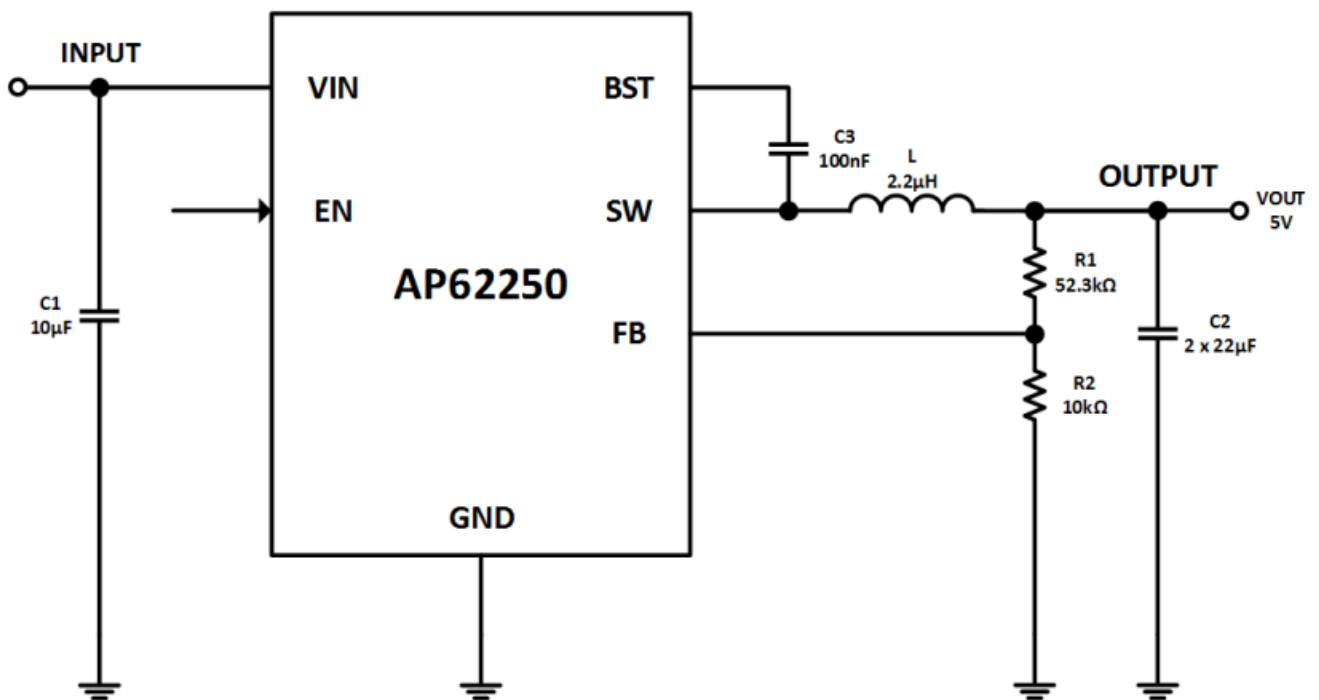 INPUT
VIN
BST
C3
100nF
L
2.2µH
EN
SW
OUTPUT
VOUT
5V
AP62250
R1
52.3kΩ
C1
10µF
FB
C2
2 x 22µF
R2
10kΩ
GND